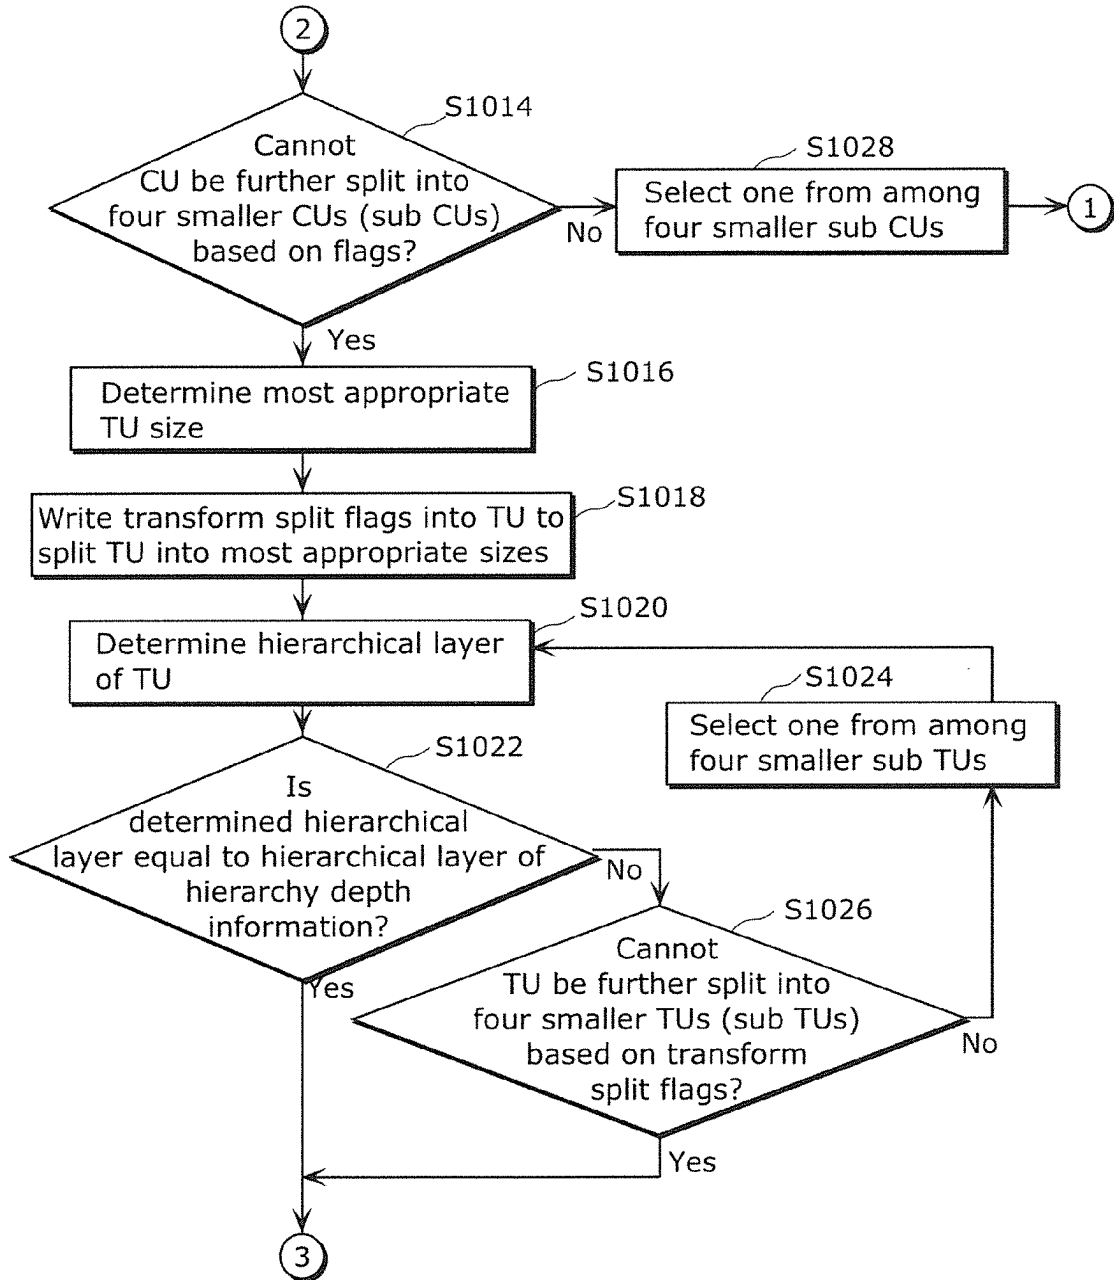 2
S1014
Cannot
CU be further split into
four smaller CUs (sub CUs)
based on flags?
No
S1028
Select one from among
four smaller sub CUs
1
Yes
S1016
Determine most appropriate
TU size
S1018
Write transform split flags into TU to
split TU into most appropriate sizes
S1020
Determine hierarchical layer
of TU
S1024
Select one from among
four smaller sub TUs
S1022
Is
determined hierarchical
layer equal to hierarchical layer of
hierarchy depth
information?
No
Yes
S1026
Cannot
TU be further split into
four smaller TUs (sub TUs)
based on transform
split flags?
No
Yes
3